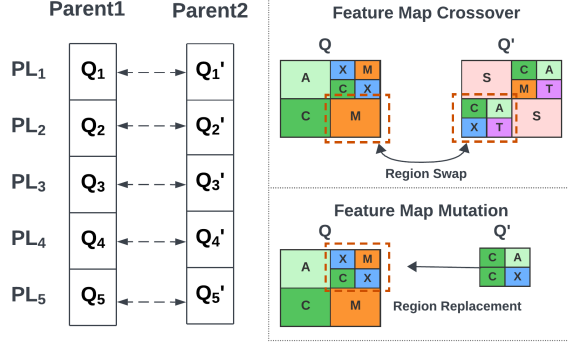 Parent1 Parent2
PL1 Q1 Q1'
PL2 Q2 Q2'
PL3 Q3 Q3'
PL4 Q4 Q4'
PL5 Q5 Q5'
Feature Map Crossover
Q Q'
A X M S C A
C X M T
C M C A S
X T
Region Swap
Feature Map Mutation
Q Q'
A X M C A
C X C X
C M
Region Replacement